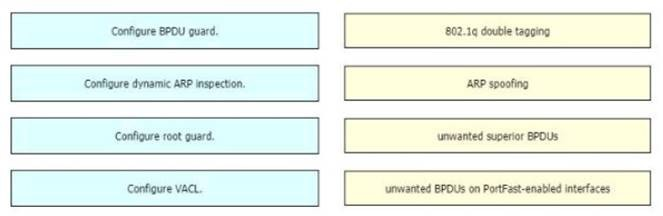 Configure BPDU guard.
802.1q double tagging
Configure dynamic ARP inspection.
ARP spoofing
Configure root guard.
unwanted superior BPDUs
Configure VACL.
unwanted BPDUs on PortFast-enabled interfaces